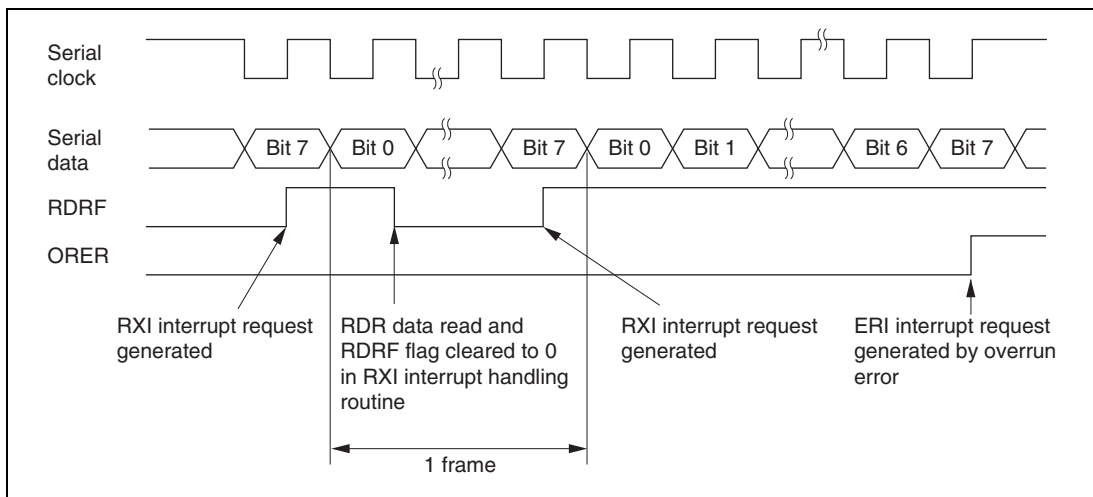 Serial
clock
Serial
data
Bit 7
Bit 0
Bit 7
Bit 0
Bit 1
Bit 6
Bit 7
RDRF
ORER
RXI interrupt request
generated
RDR data read and
RDRF flag cleared to 0
in RXI interrupt handling
routine
RXI interrupt request
generated
ERI interrupt request
generated by overrun
error
1 frame